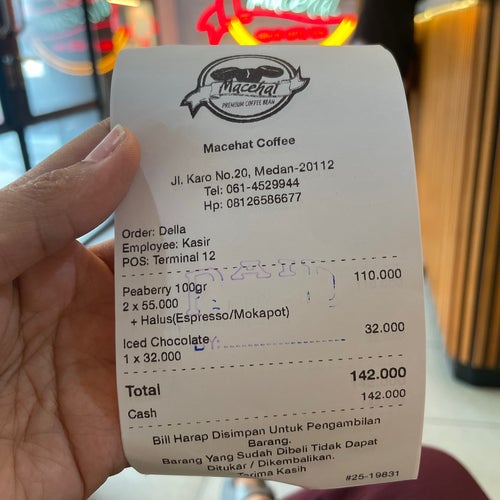 Macehat
PREMIUM COFFEE BEAN
Macehat Coffee
Jl. Karo No.20, Medan-20112
Tel: 061-4529944
Hp: 08126586677
Order: Della
Employee: Kasir
POS: Terminal 12
PAID
Peaberry 100gr 110.000
2 x 55.000
+ Halus(Espresso/Mokapot)
Iced Chocolate 32.000
1 x 32.000
Total 142.000
Cash 142.000
Bill Harap Disimpan Untuk Pengambilan
Barang.
Barang Yang Sudah Dibeli Tidak Dapat
Ditukar / Dikembalikan.
Terima Kasih
#25-19831